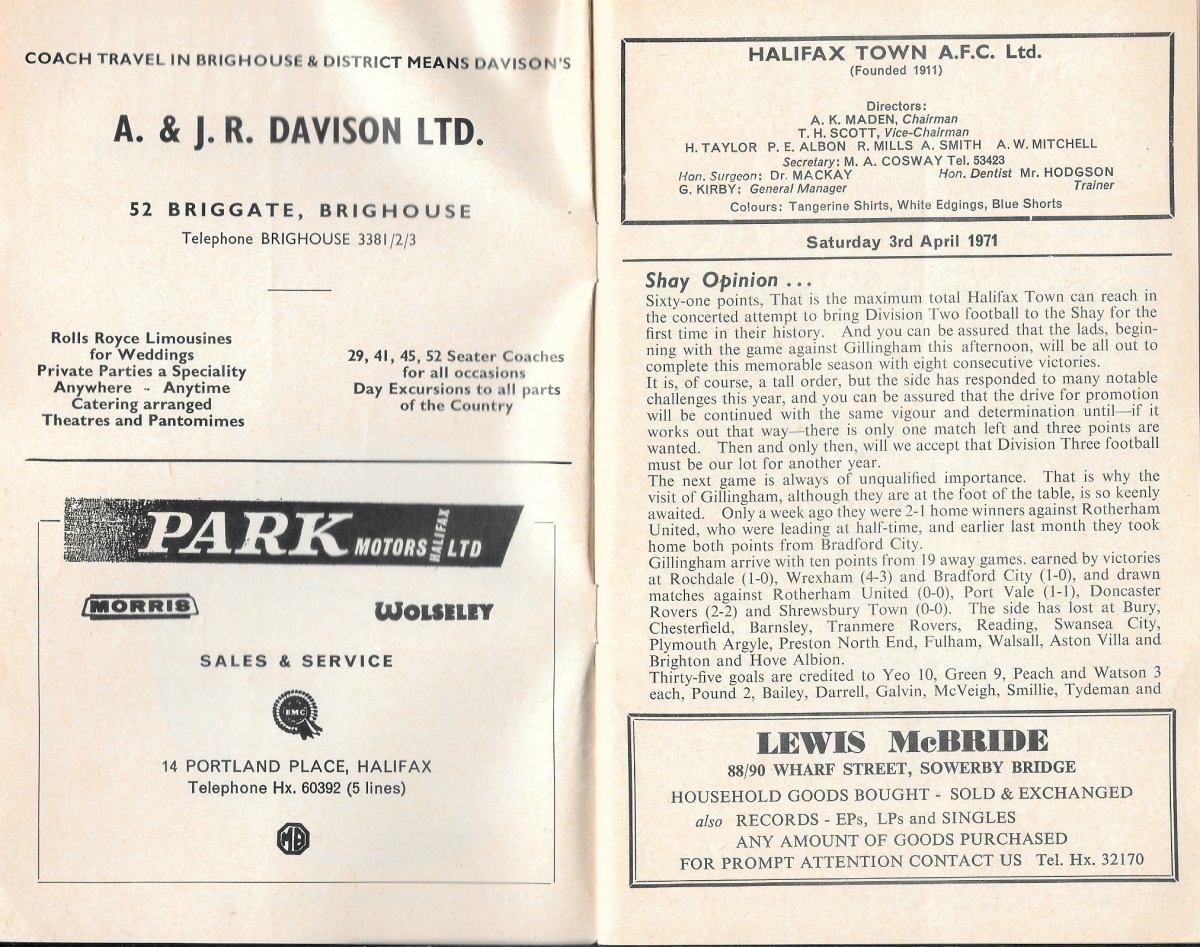 COACH TRAVEL IN BRIGHOUSE & DISTRICT MEANS DAVISON'S
A. & J. R. DAVISON LTD.
52 BRIGGATE, BRIGHOUSE
Telephone BRIGHOUSE 3381/2/3
Rolls Royce Limousines
for Weddings
Private Parties a Speciality
Anywhere - Anytime
Catering arranged
Theatres and Pantomimes
29, 41, 45, 52 Seater Coaches
for all occasions
Day Excursions to all parts
of the Country
PARK MOTORS HALIFAX LTD
MORRIS
WOLSELEY
SALES & SERVICE
BMC
14 PORTLAND PLACE, HALIFAX
Telephone Hx. 60392 (5 lines)
MG
HALIFAX TOWN A.F.C. Ltd.
(Founded 1911)
Directors:
A. K. MADEN, Chairman
T. H. SCOTT, Vice-Chairman
H. TAYLOR P. E. ALBON R. MILLS A. SMITH A. W. MITCHELL
Secretary: M. A. COSWAY Tel. 53423
Hon. Surgeon: Dr. MACKAY Hon. Dentist Mr. HODGSON
G. KIRBY: General Manager Trainer
Colours: Tangerine Shirts, White Edgings, Blue Shorts
Saturday 3rd April 1971
Shay Opinion ...
Sixty-one points, That is the maximum total Halifax Town can reach in
the concerted attempt to bring Division Two football to the Shay for the
first time in their history. And you can be assured that the lads, begin-
ning with the game against Gillingham this afternoon, will be all out to
complete this memorable season with eight consecutive victories.
It is, of course, a tall order, but the side has responded to many notable
challenges this year, and you can be assured that the drive for promotion
will be continued with the same vigour and determination until—if it
works out that way—there is only one match left and three points are
wanted. Then and only then, will we accept that Division Three football
must be our lot for another year.
The next game is always of unqualified importance. That is why the
visit of Gillingham, although they are at the foot of the table, is so keenly
awaited. Only a week ago they were 2-1 home winners against Rotherham
United, who were leading at half-time, and earlier last month they took
home both points from Bradford City.
Gillingham arrive with ten points from 19 away games. earned by victories
at Rochdale (1-0), Wrexham (4-3) and Bradford City (1-0), and drawn
matches against Rotherham United (0-0), Port Vale (1-1), Doncaster
Rovers (2-2) and Shrewsbury Town (0-0). The side has lost at Bury,
Chesterfield, Barnsley, Tranmere Rovers, Reading, Swansea City,
Plymouth Argyle, Preston North End, Fulham, Walsall, Aston Villa and
Brighton and Hove Albion.
Thirty-five goals are credited to Yeo 10, Green 9, Peach and Watson 3
each, Pound 2, Bailey, Darrell, Galvin, McVeigh, Smillie, Tydeman and
LEWIS McBRIDE
88/90 WHARF STREET, SOWERBY BRIDGE
HOUSEHOLD GOODS BOUGHT - SOLD & EXCHANGED
also RECORDS - EPs, LPs and SINGLES
ANY AMOUNT OF GOODS PURCHASED
FOR PROMPT ATTENTION CONTACT US Tel. Hx. 32170